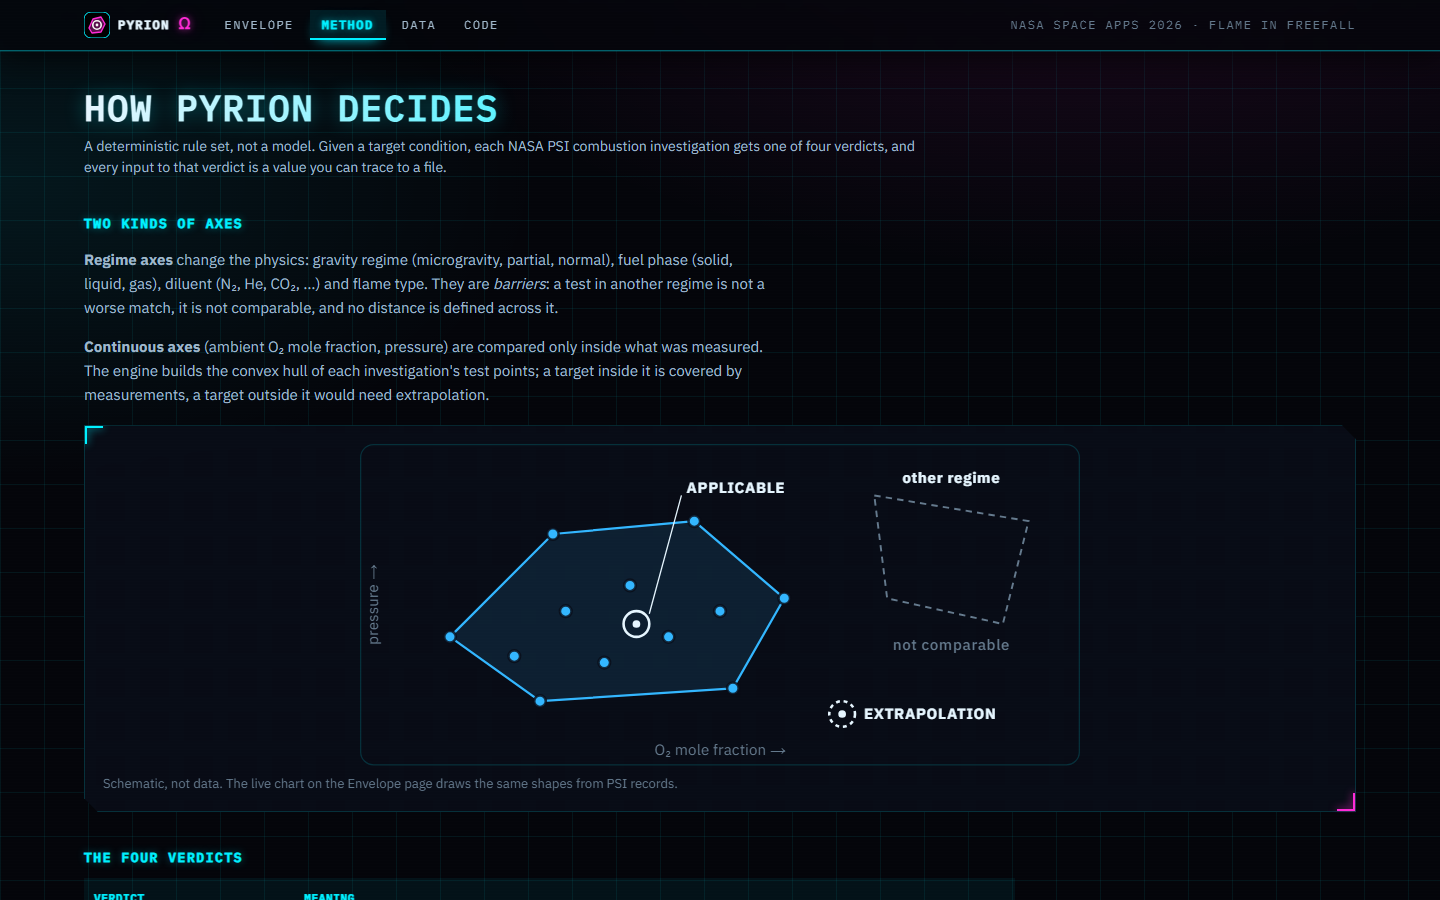 PYRION Ω
ENVELOPE
METHOD
DATA
CODE
NASA SPACE APPS 2026 · FLAME IN FREEFALL
HOW PYRION DECIDES
A deterministic rule set, not a model. Given a target condition, each NASA PSI combustion investigation gets one of four verdicts, and
every input to that verdict is a value you can trace to a file.
TWO KINDS OF AXES
Regime axes change the physics: gravity regime (microgravity, partial, normal), fuel phase (solid,
liquid, gas), diluent (N₂, He, CO₂, ...) and flame type. They are barriers: a test in another regime is not a
worse match, it is not comparable, and no distance is defined across it.
Continuous axes (ambient O₂ mole fraction, pressure) are compared only inside what was measured.
The engine builds the convex hull of each investigation's test points; a target inside it is covered by
measurements, a target outside it would need extrapolation.
APPLICABLE
other regime
pressure →
not comparable
EXTRAPOLATION
O₂ mole fraction →
Schematic, not data. The live chart on the Envelope page draws the same shapes from PSI records.
THE FOUR VERDICTS
VERDICT
MEANING